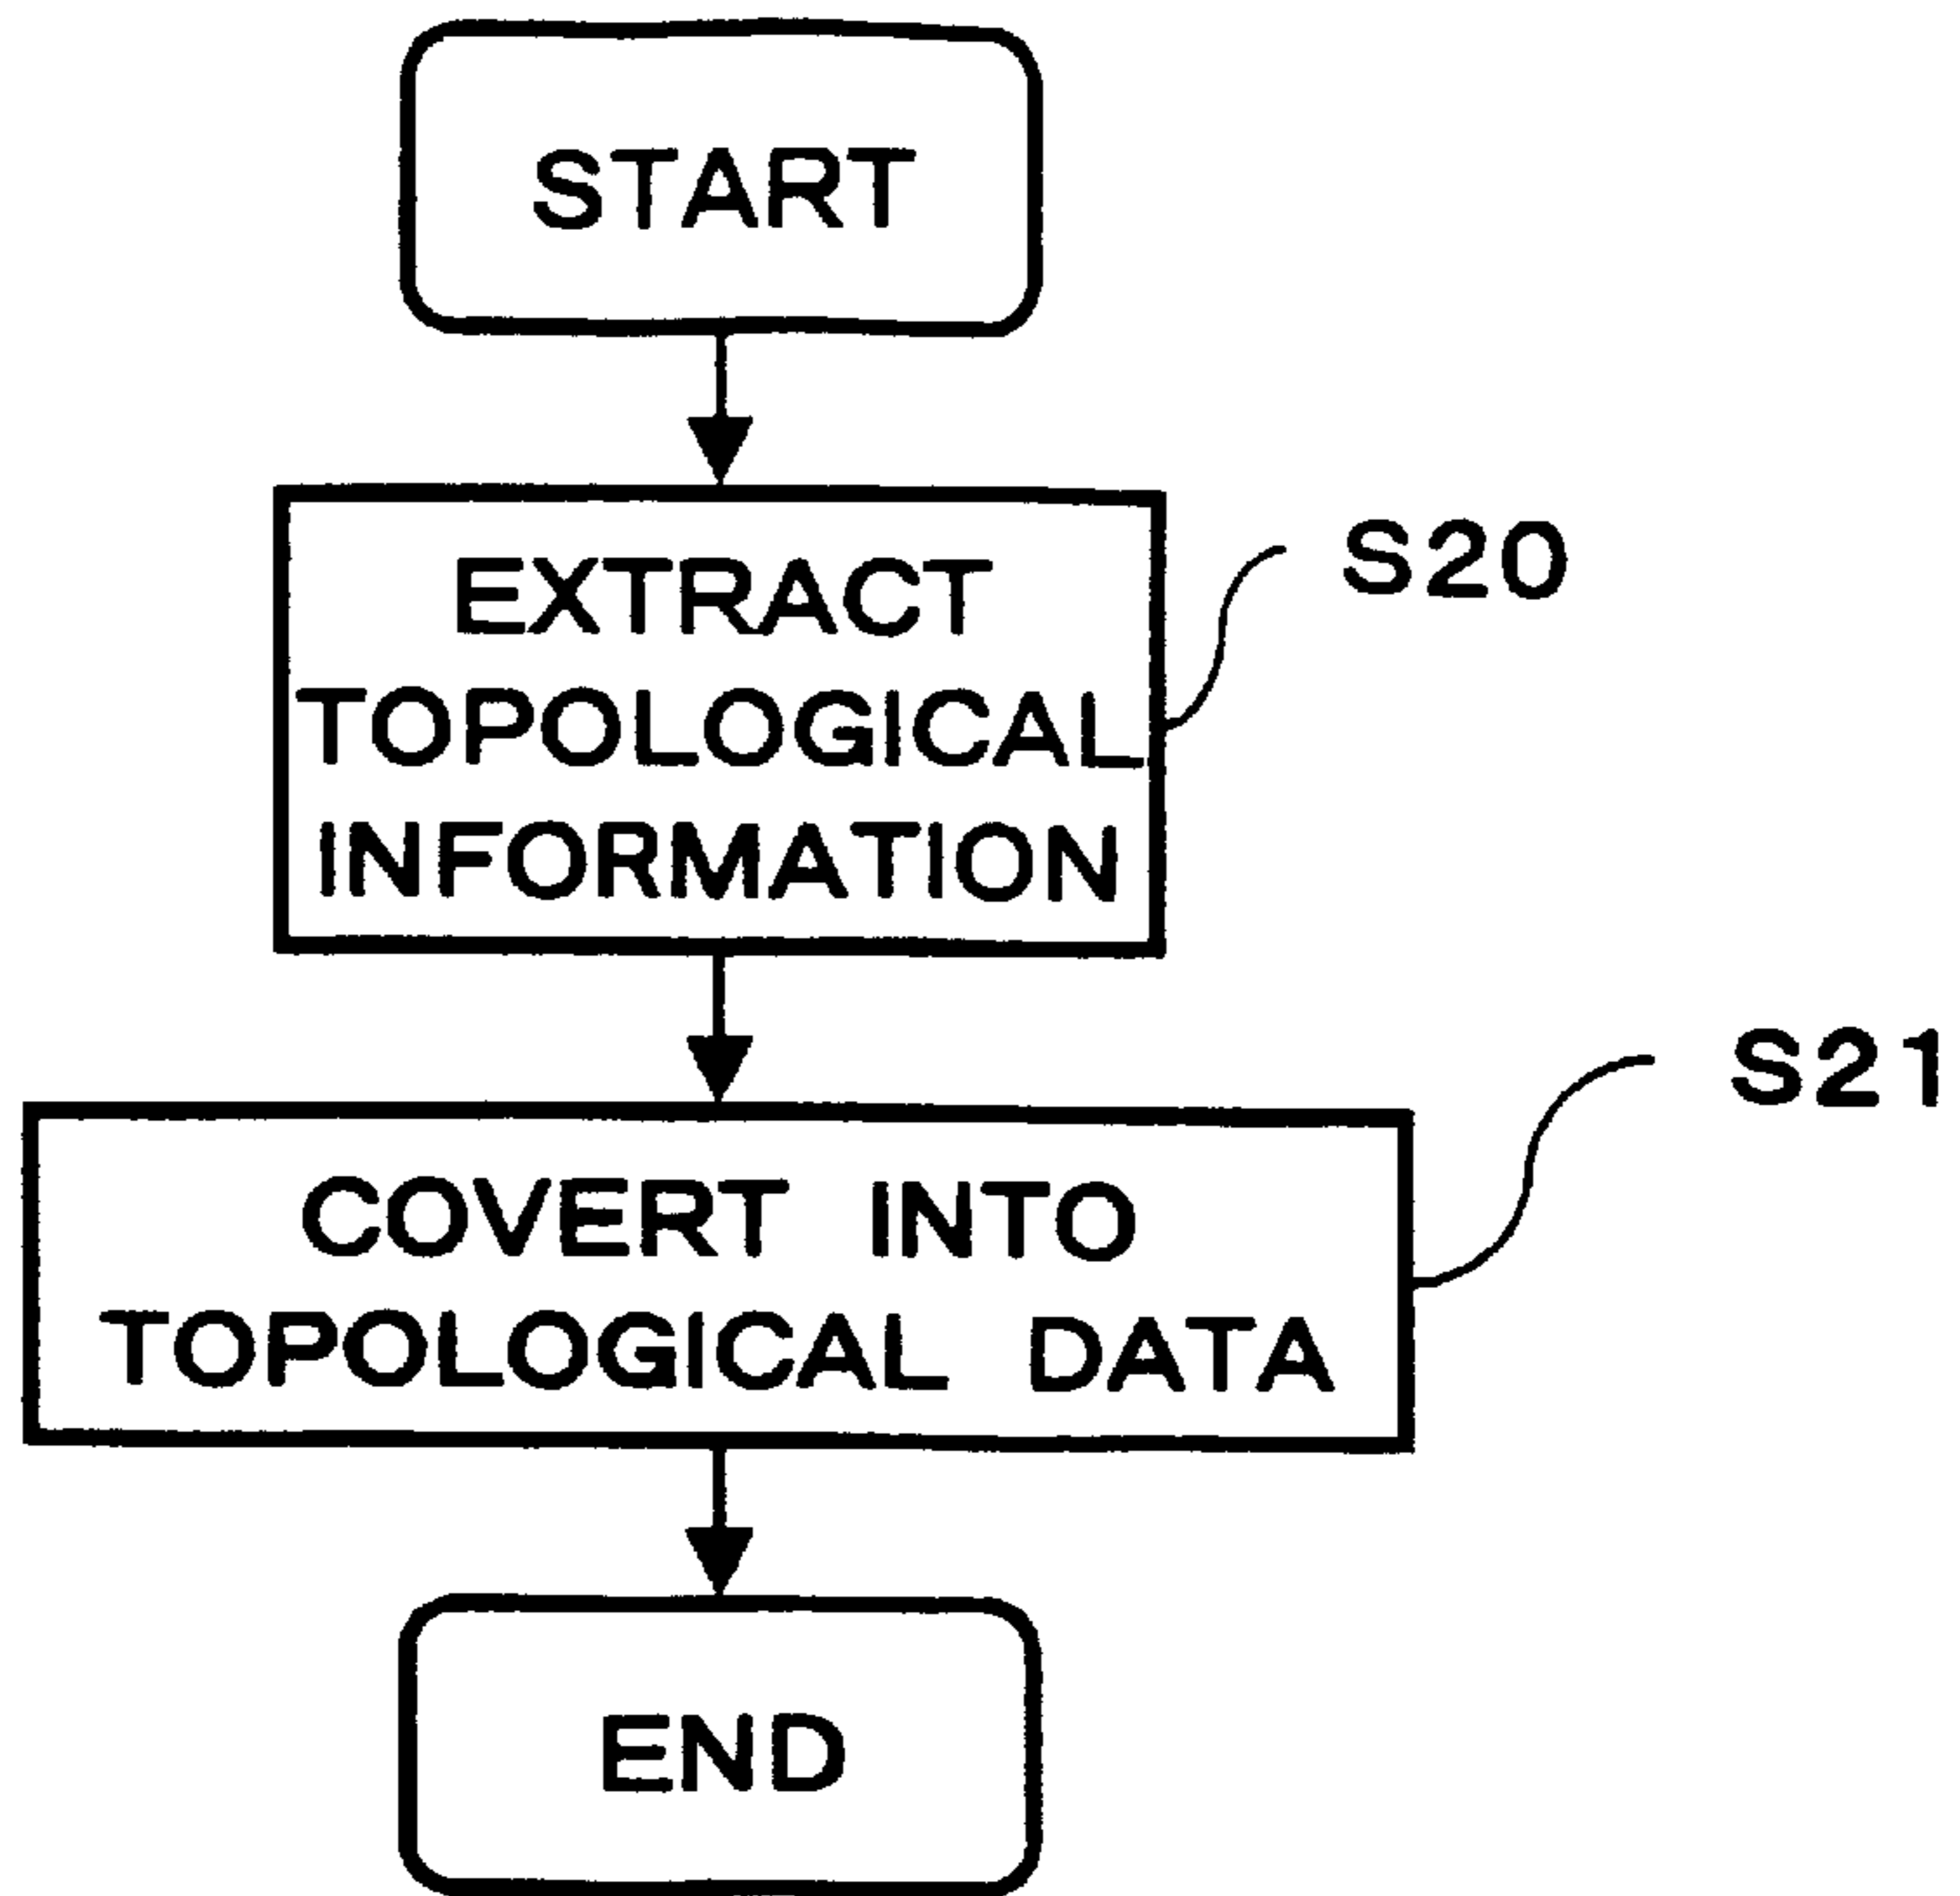 START
EXTRACT
TOPOLOGICAL
INFORMATION
S20
COVERT INTO
TOPOLOGICAL DATA
S21
END